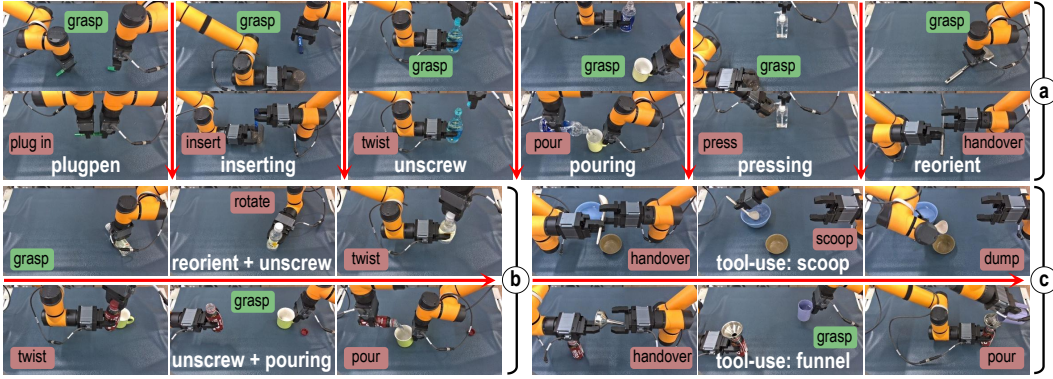 grasp
grasp
grasp
grasp
grasp
grasp
a
plug in
insert
twist
pour
press
handover
plugpen
inserting
unscrew
pouring
pressing
reorient
grasp
rotate
twist
reorient + unscrew
b
handover
scoop
dump
tool-use: scoop
c
twist
grasp
pour
unscrew + pouring
handover
grasp
pour
tool-use: funnel